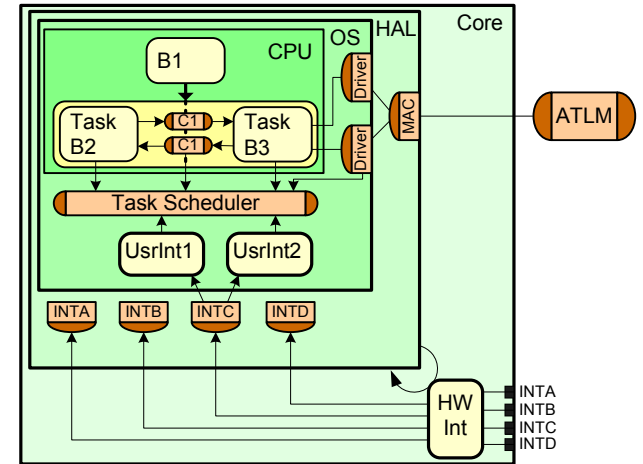 Core
HAL
OS
CPU
B1
Driver
MAC
ATLM
Task
B2
C1
C1
Task
B3
Driver
Task Scheduler
UsrInt1
UsrInt2
INTA
INTB
INTC
INTD
HW
Int
INTA
INTB
INTC
INTD